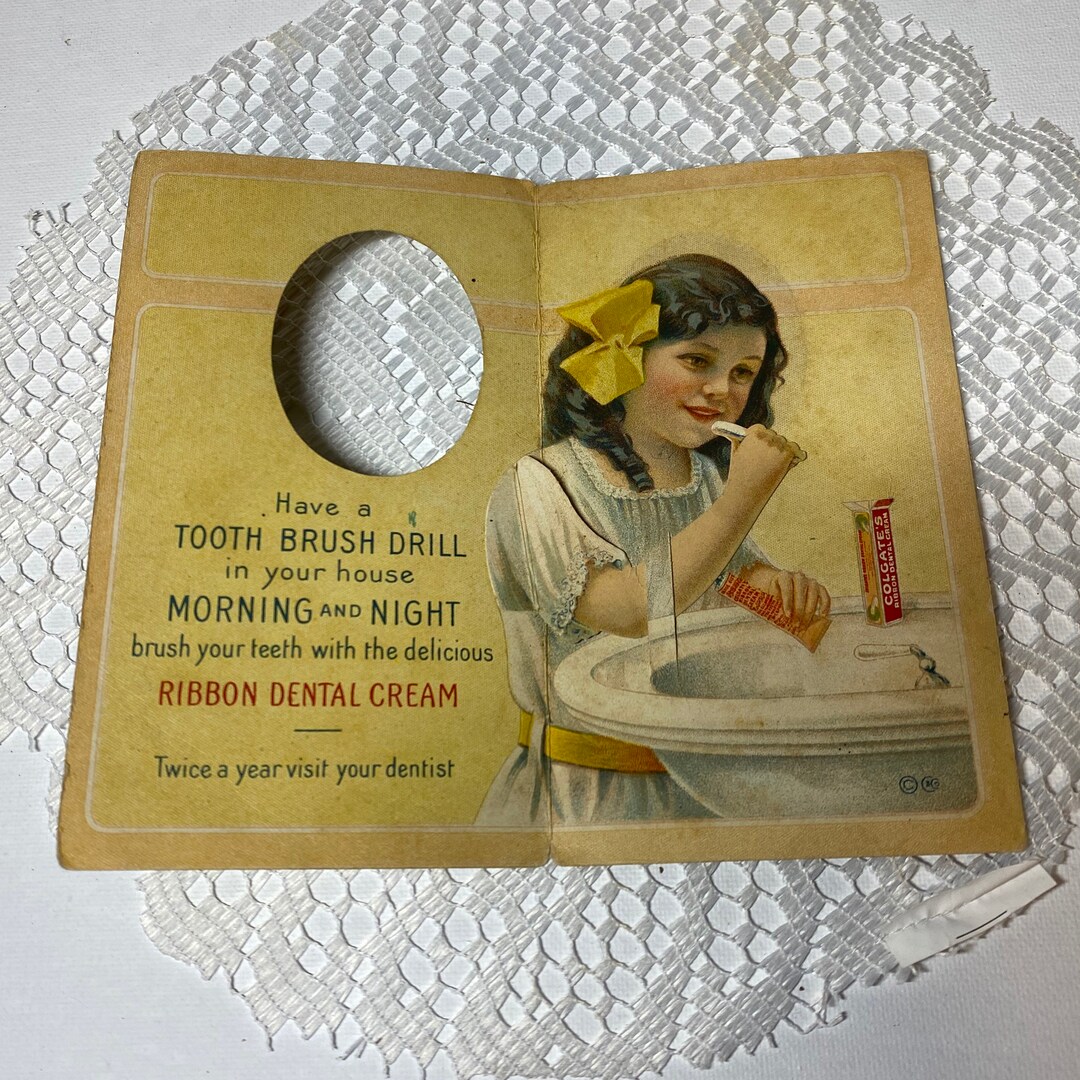 Have a
TOOTH BRUSH DRILL
in your house
MORNING AND NIGHT
brush your teeth with the delicious
RIBBON DENTAL CREAM
Twice a year visit your dentist
COLGATE'S
RIBBON DENTAL CREAM
©